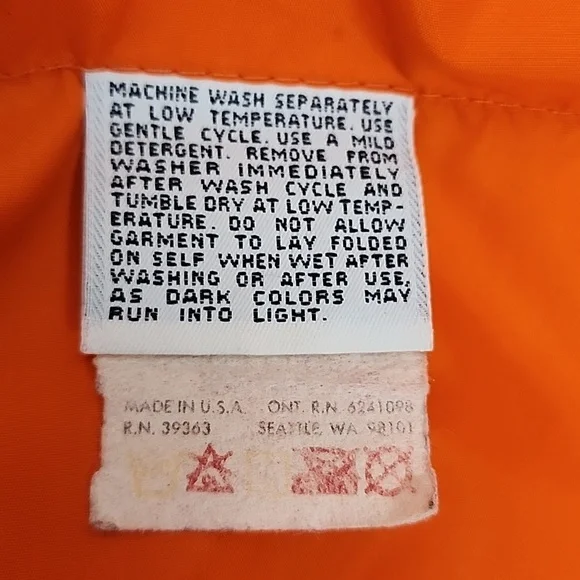 MACHINE WASH SEPARATELY
AT LOW TEMPERATURE. USE
GENTLE CYCLE. USE A MILD
DETERGENT. REMOVE FROM
WASHER IMMEDIATELY
AFTER WASH CYCLE AND
TUMBLE DRY AT LOW TEMP-
ERATURE. DO NOT ALLOW
GARMENT TO LAY FOLDED
ON SELF WHEN WET AFTER
WASHING OR AFTER USE,
AS DARK COLORS MAY
RUN INTO LIGHT.
MADE IN U.S.A. ONT. R.N. 6241098
R.N. 39363 SEATTLE, WA. 98101